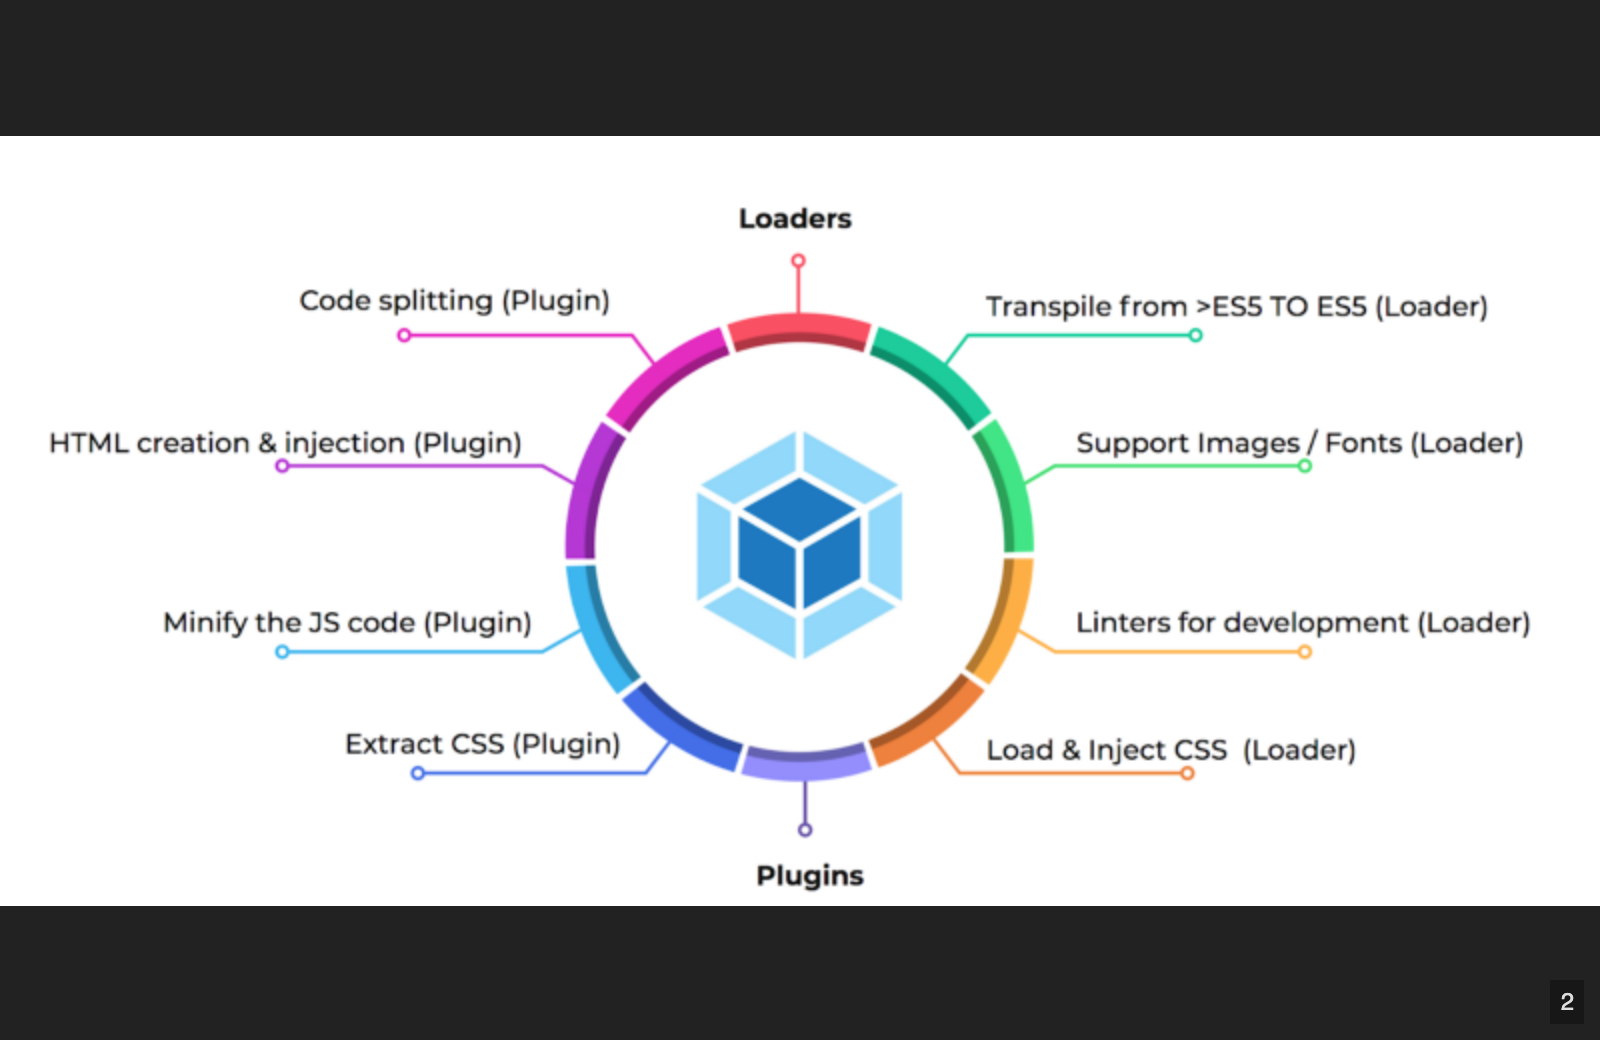 Loaders
Code splitting (Plugin)
Transpile from >ES5 TO ES5 (Loader)
HTML creation & injection (Plugin)
Support Images / Fonts (Loader)
Minify the JS code (Plugin)
Linters for development (Loader)
Extract CSS (Plugin)
Load & Inject CSS  (Loader)
Plugins
2